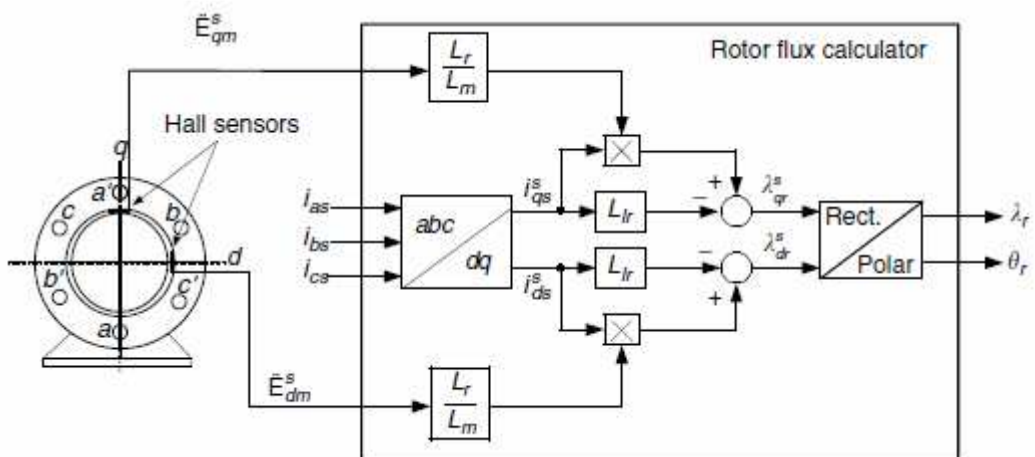 Ë^s_qm
Rotor flux calculator
L_r
L_m
Hall sensors
q
a'
c
b'
i_as
i_bs
i_cs
abc
dq
i^s_qs
L_lr
+
−
λ^s_qr
Rect.
Polar
λ_r
θ_r
d
b'
c'
a
i^s_ds
L_lr
−
+
λ^s_dr
Ë^s_dm
L_r
L_m